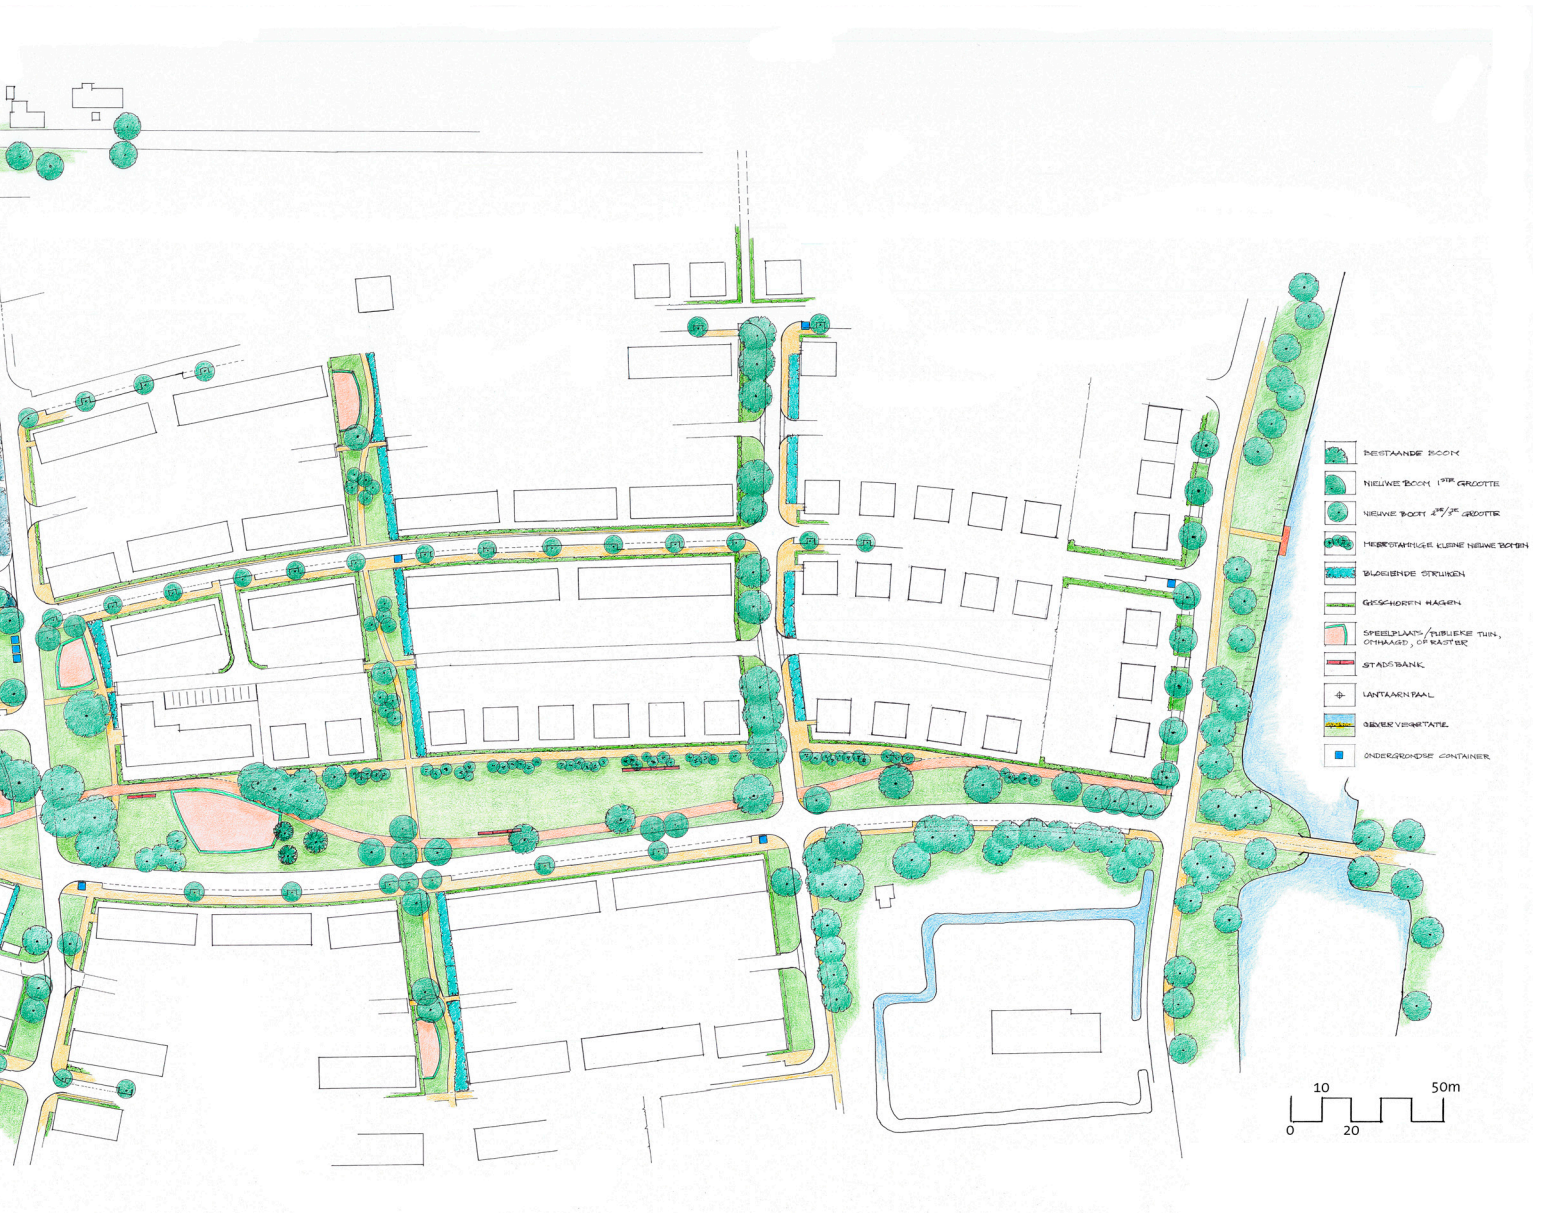 BESTAANDE BOOM
NIEUWE BOOM 1STE GROOTTE
NIEUWE BOOM 2DE/3DE GROOTTE
MEERSTAMMIGE KLEINE NIEUWE BOMEN
BLOEIENDE STRUIKEN
GESCHOREN HAGEN
SPEELPLAATS/PUBLIEKE TUIN,
OMHAAGD, OF RASTER
STADSBANK
LANTAARNPAAL
OEVERVEGETATIE
ONDERGRONDSE CONTAINER
10 50m
0 20